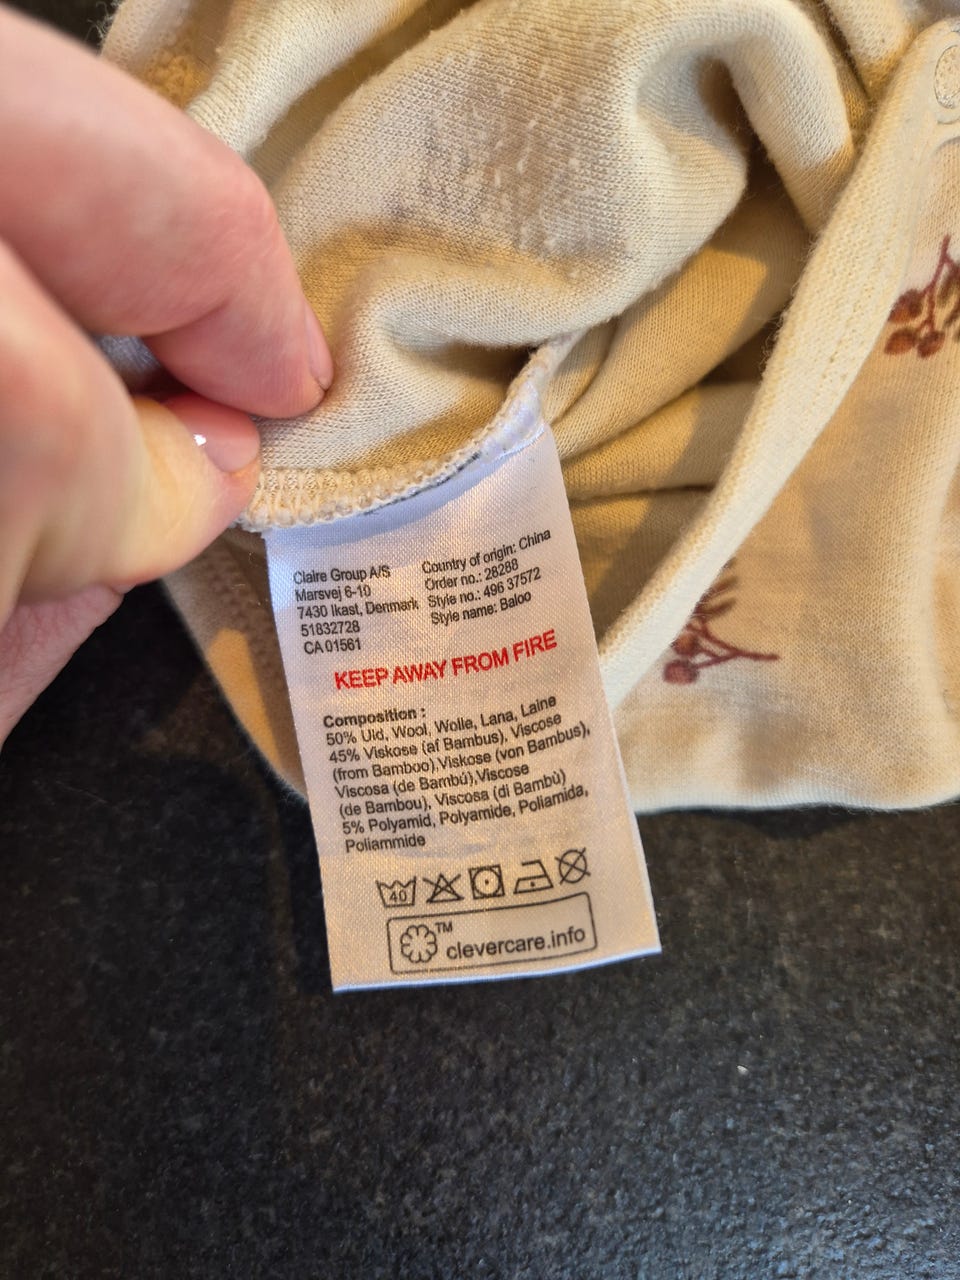 Claire Group A/S
Marsvej 6-10
7430 Ikast, Denmark
51832728
CA 01561
Country of origin: China
Order no.: 28288
Style no.: 496 37572
Style name: Baloo
KEEP AWAY FROM FIRE
Composition :
50% Uld, Wool, Wolle, Lana, Laine
45% Viskose (af Bambus), Viscose
(from Bamboo),Viskose (von Bambus),
Viscosa (de Bambú),Viscose
(de Bambou), Viscosa (di Bambù)
5% Polyamid, Polyamide, Poliamida,
Poliammide
40
TM
clevercare.info